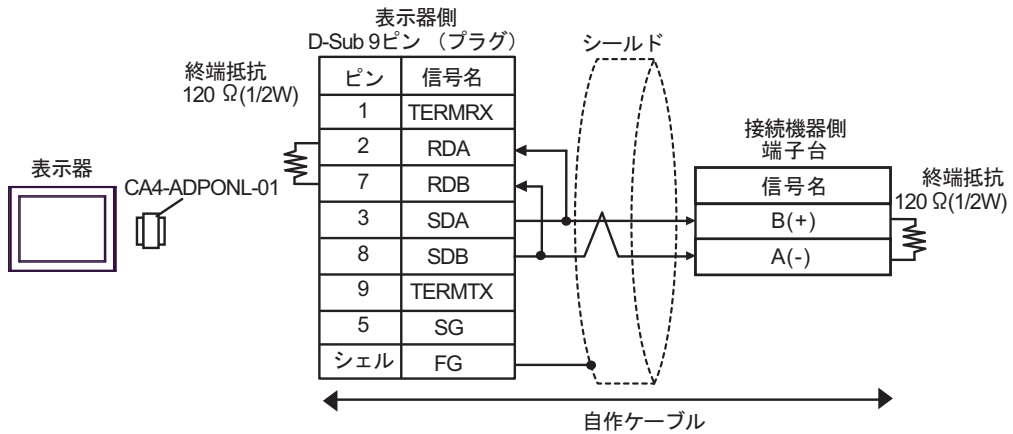 表示器側
D-Sub 9ピン （プラグ）
シールド
終端抵抗
120 Ω(1/2W)
ピン 信号名
1 TERMRX
2 RDA
7 RDB
3 SDA
8 SDB
9 TERMTX
5 SG
シェル FG
表示器
CA4-ADPONL-01
接続機器側
端子台
信号名
B(+)
A(-)
終端抵抗
120 Ω(1/2W)
自作ケーブル